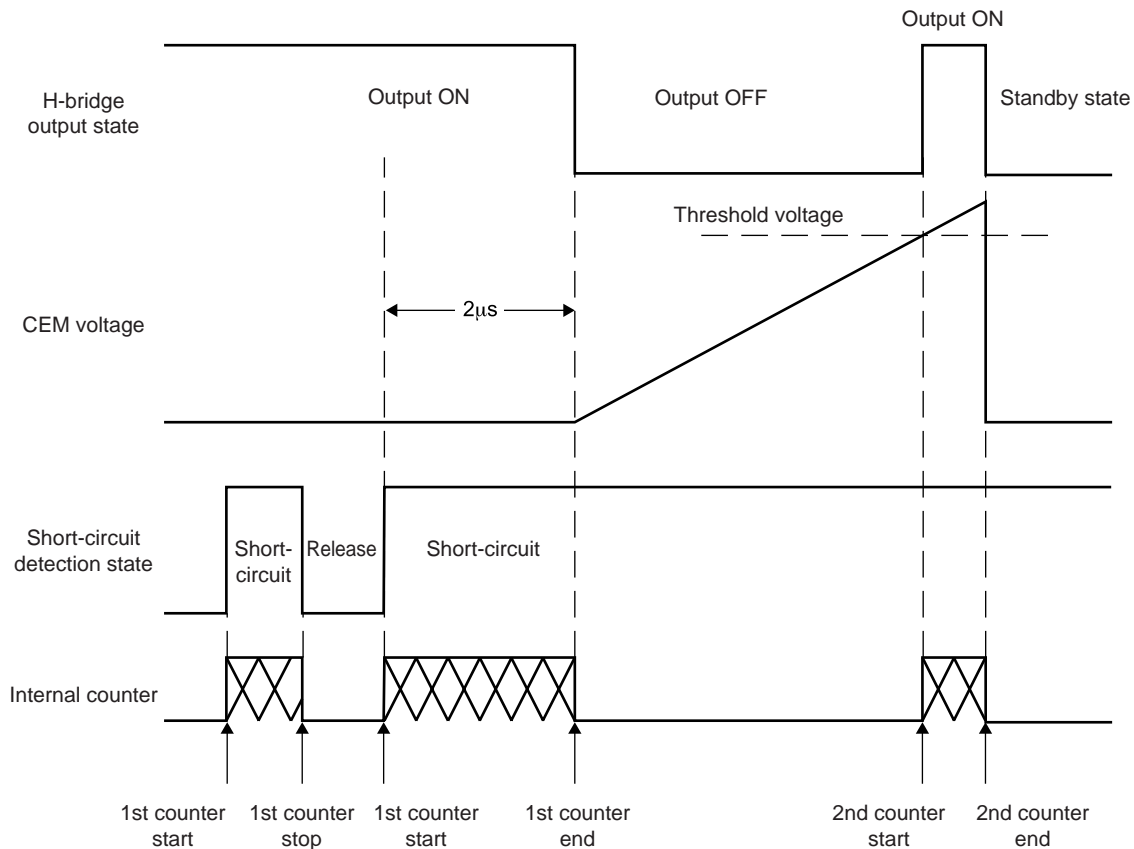 Output ON
H-bridge
output state
Output ON
Output OFF
Standby state
Threshold voltage
CEM voltage
2μs
Short-circuit
detection state
Short-
circuit
Release
Short-circuit
Internal counter
1st counter
start
1st counter
stop
1st counter
start
1st counter
end
2nd counter
start
2nd counter
end